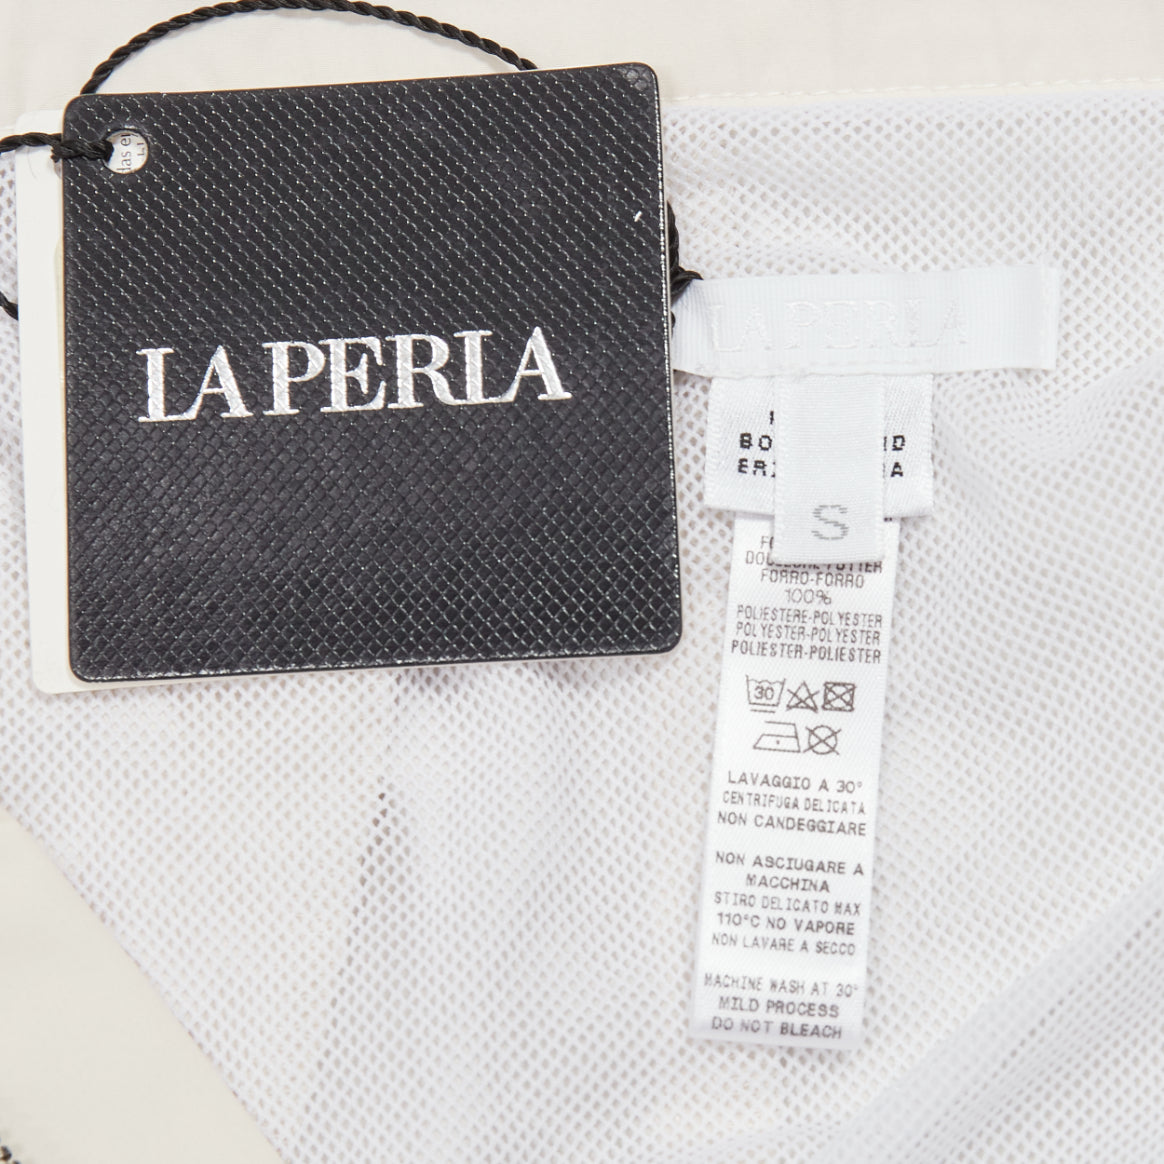 LA PERLA
LA PERLA
S
FORRO-FORRO
100%
POLIESTERE-POLYESTER
POLYESTER-POLYESTER
POLIESTER-POLIESTER
30
LAVAGGIO A 30°
CENTRIFUGA DELICATA
NON CANDEGGIARE
NON ASCIUGARE A
MACCHINA
STIRO DELICATO MAX
110°C NO VAPORE
NON LAVARE A SECCO
MACHINE WASH AT 30°
MILD PROCESS
DO NOT BLEACH